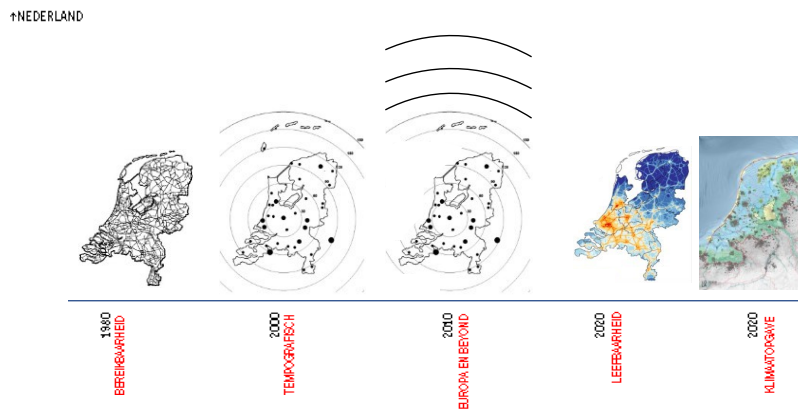 ↑NEDERLAND
1980
BEREIKBAARHEID
2000
TEMPOGRAFISCH
2010
EUROPA EN BEYOND
2020
LEEFBAARHEID
2020
KLIMAATOPGAVE